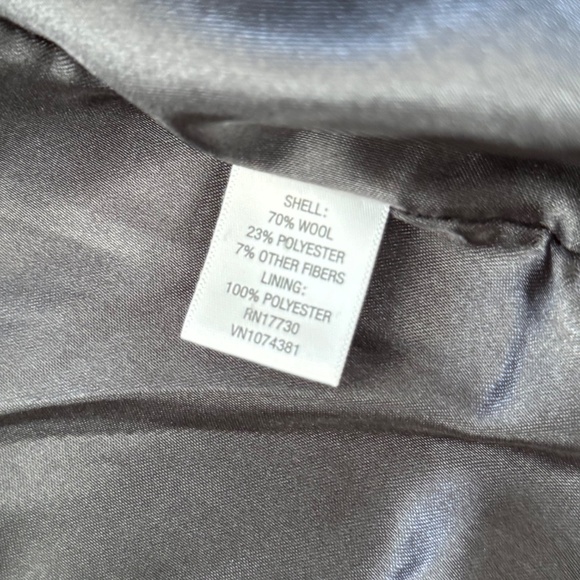 SHELL:
70% WOOL
23% POLYESTER
7% OTHER FIBERS
LINING:
100% POLYESTER
RN17730
VN1074381